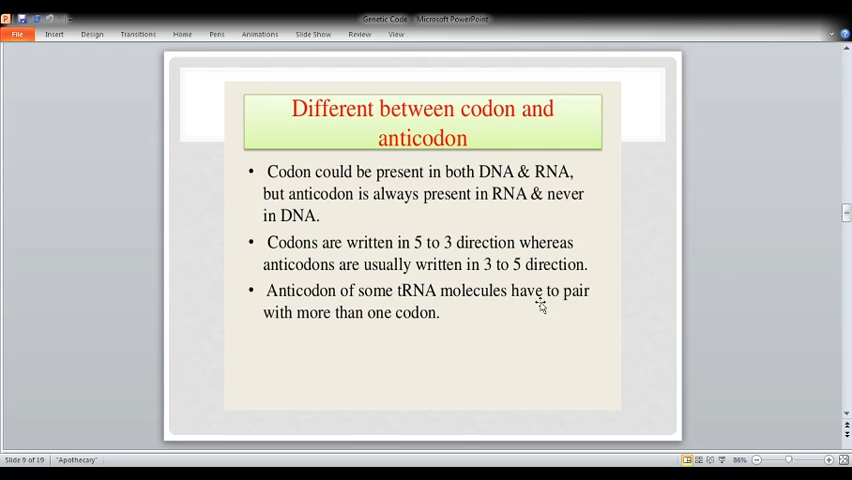 Genetic Code - Microsoft PowerPoint
File Insert Design Transitions Home Pens Animations Slide Show Review View
Different between codon and
anticodon
• Codon could be present in both DNA & RNA,
but anticodon is always present in RNA & never
in DNA.
• Codons are written in 5 to 3 direction whereas
anticodons are usually written in 3 to 5 direction.
• Anticodon of some tRNA molecules have to pair
with more than one codon.
Slide 9 of 19 "Apothecary" 86%